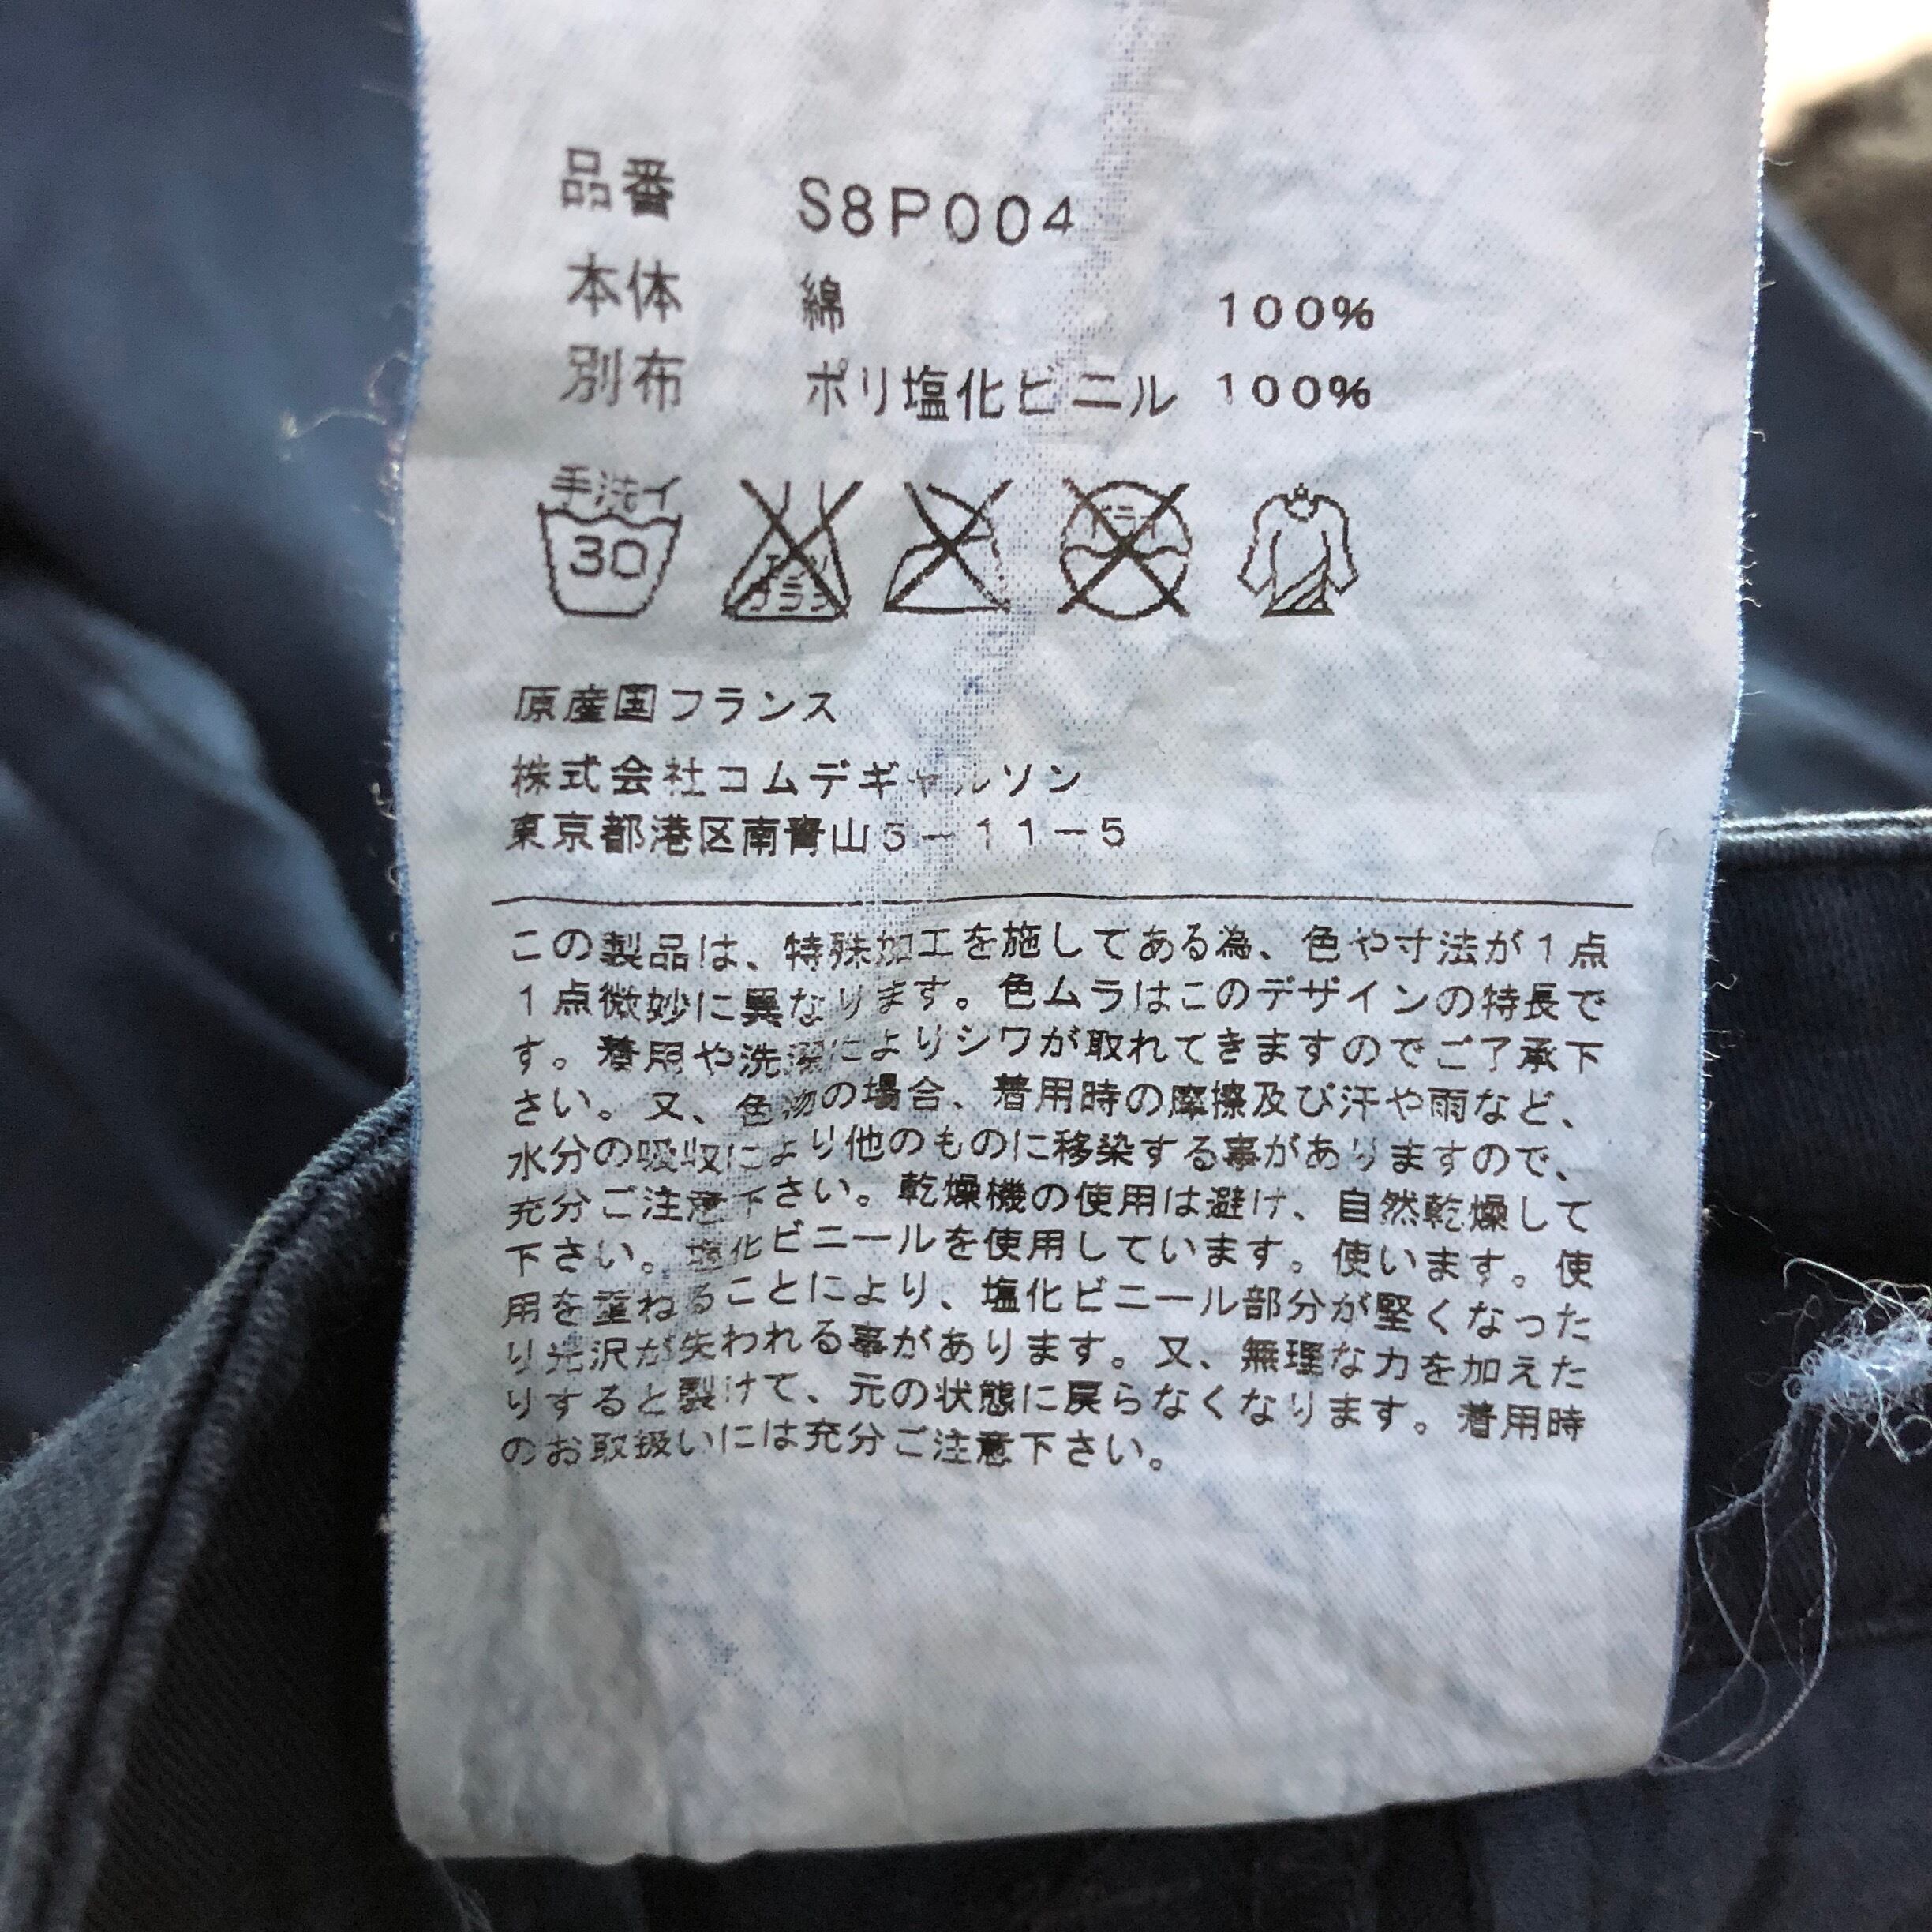 品番 S8P004
本体 綿 100%
別布 ポリ塩化ビニル 100%
手洗イ
30
エンソ
サラシ
ドライ
原産国フランス
株式会社コムデギャルソン
東京都港区南青山5-11-5
この製品は、特殊加工を施してある為、色や寸法が1点
1点微妙に異なります。色ムラはこのデザインの特長で
す。着用や洗濯によりシワが取れてきますのでご了承下
さい。又、色物の場合、着用時の摩擦及び汗や雨など、
水分の吸収により他のものに移染する事がありますので、
充分ご注意下さい。乾燥機の使用は避け、自然乾燥して
下さい。塩化ビニールを使用しています。使います。使
用を重ねることにより、塩化ビニール部分が堅くなった
り光沢が失われる事があります。又、無理な力を加えた
りすると裂けて、元の状態に戻らなくなります。着用時
のお取扱いには充分ご注意下さい。